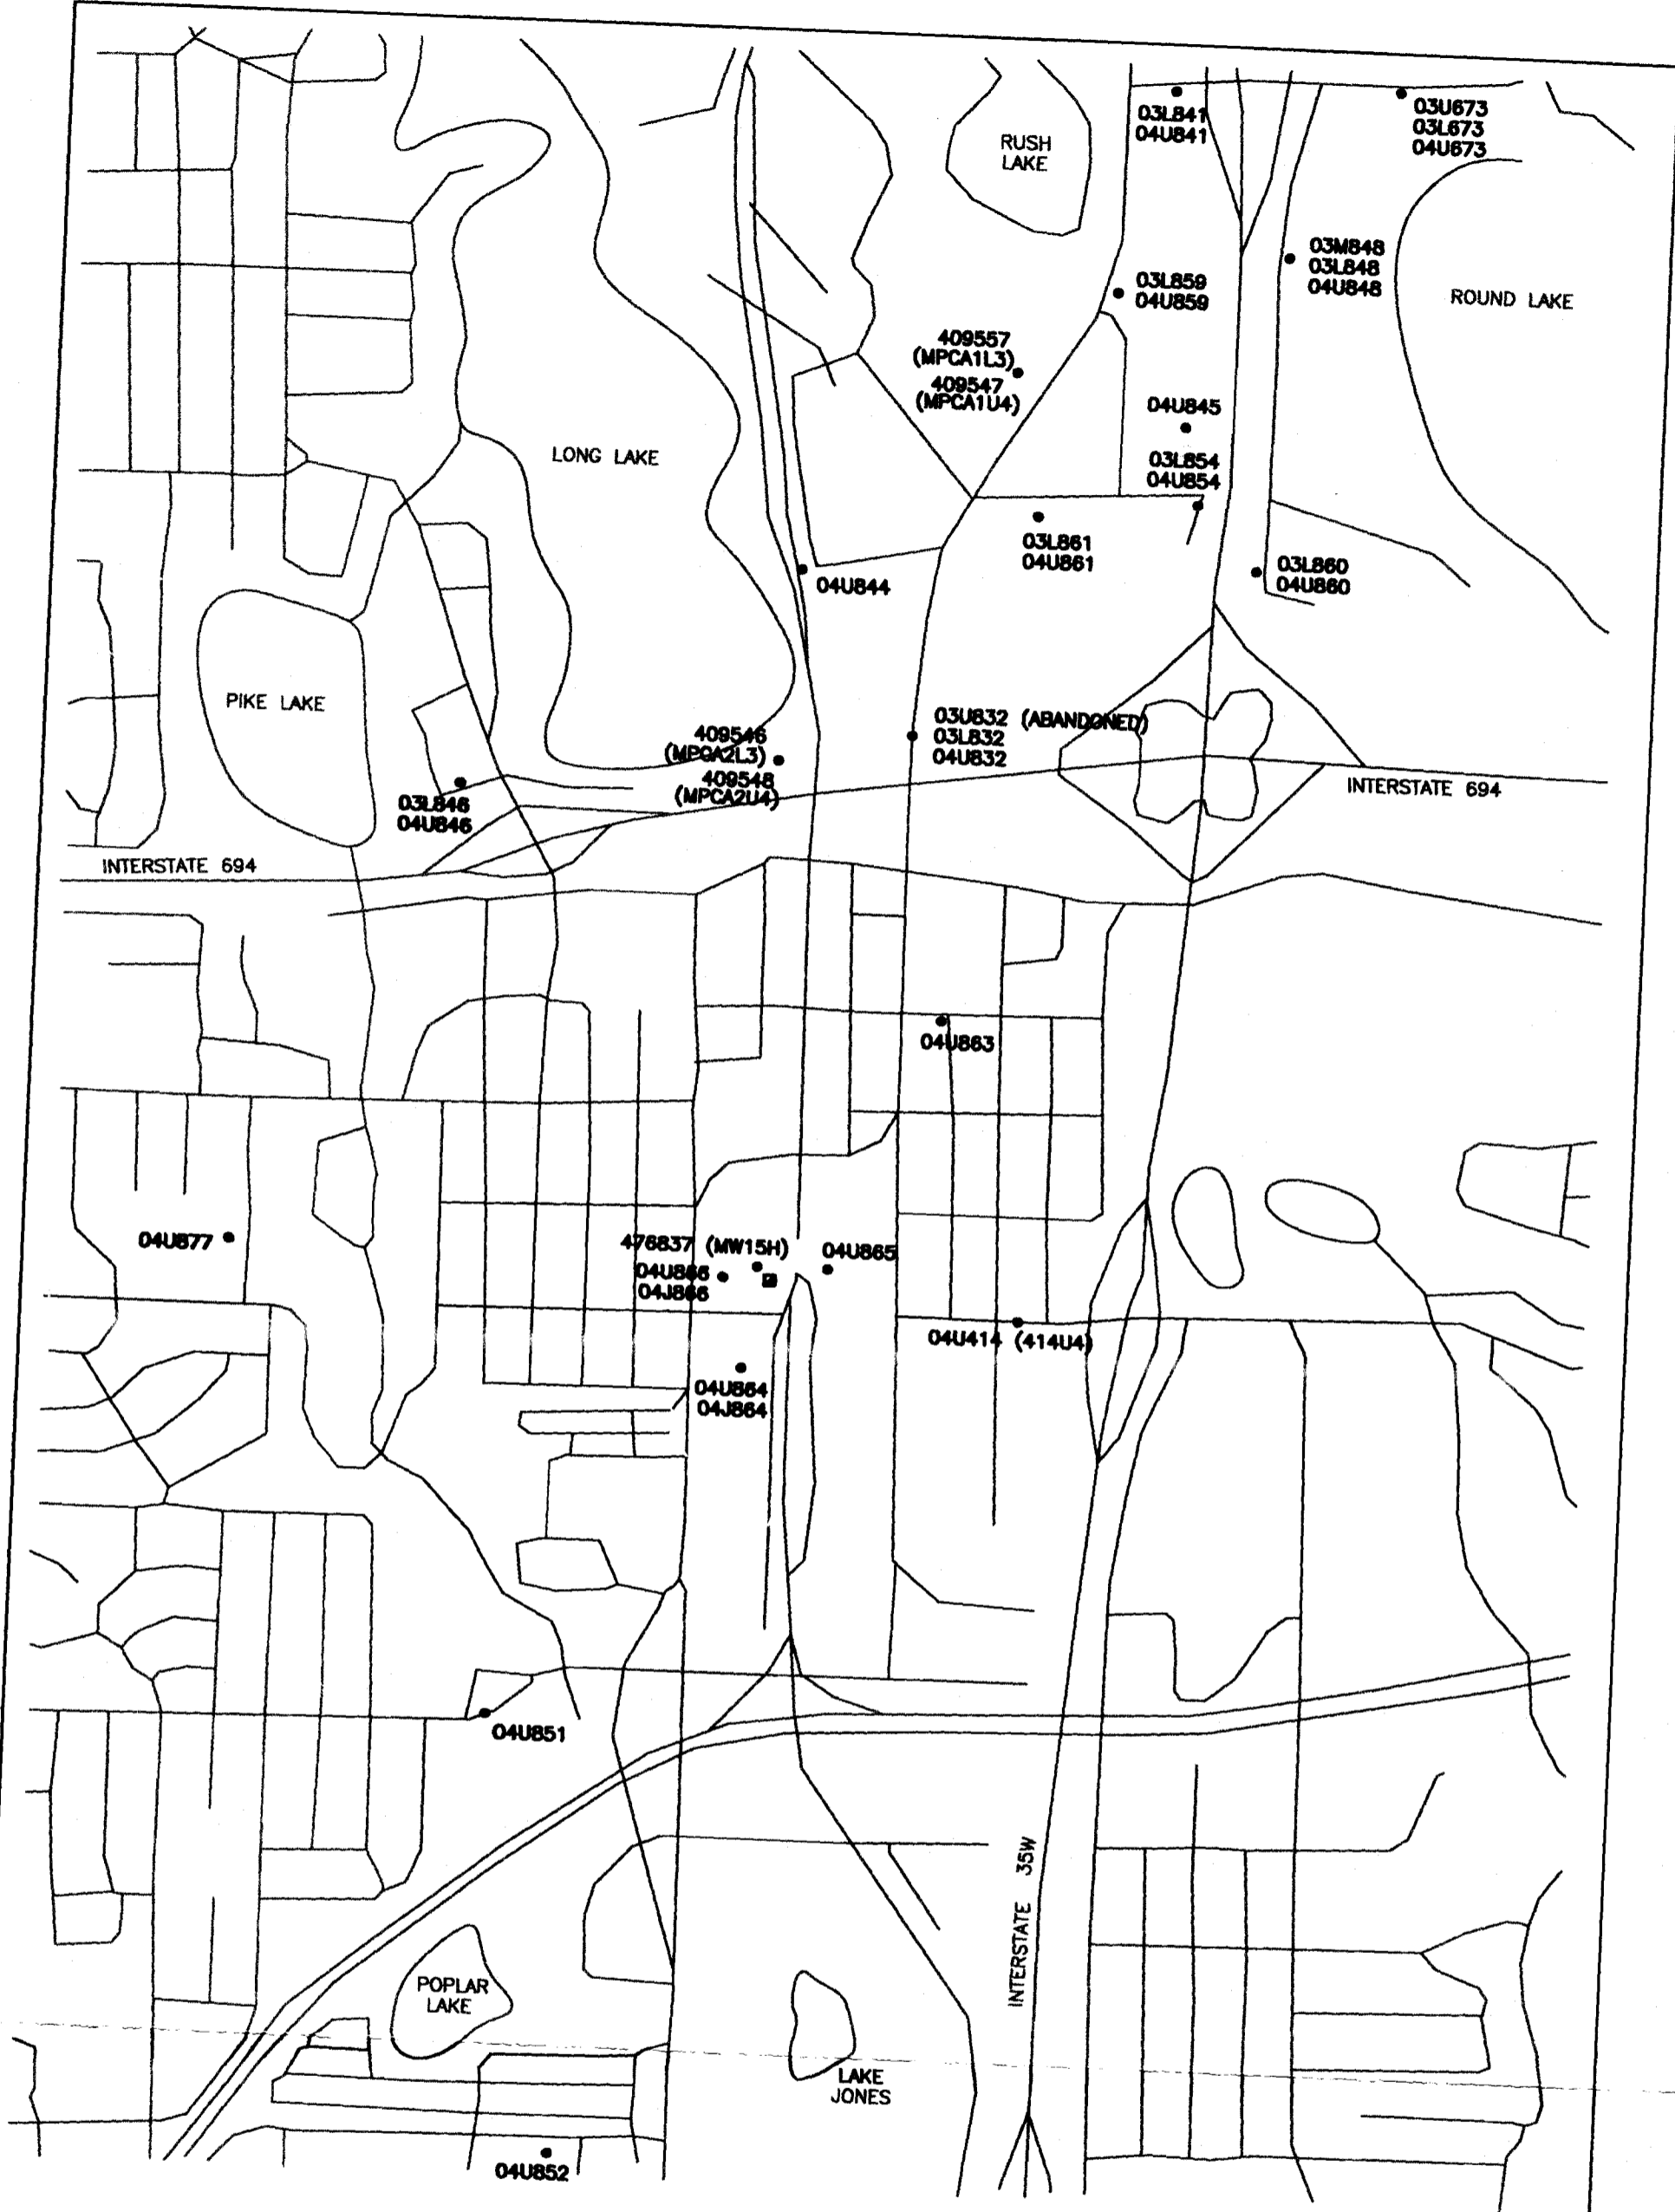 03L841
04U841
03U673
03L673
04U673
RUSH
LAKE
03M848
03L848
04U848
ROUND LAKE
03L859
04U859
409557
(MPCA1L3)
409547
(MPCA1U4)
04U845
LONG LAKE
03L854
04U854
03L861
04U861
03L860
04U860
04U844
PIKE LAKE
03U832 (ABANDONED)
03L832
04U832
409546
(MPCA2L3)
409548
(MPCA2U4)
INTERSTATE 694
03L846
04U846
INTERSTATE 694
04U863
04U877
476837 (MW15H)
04U865
04U866
04J866
04U414 (414U4)
04U864
04J864
04U851
INTERSTATE 35W
POPLAR
LAKE
LAKE
JONES
04U852